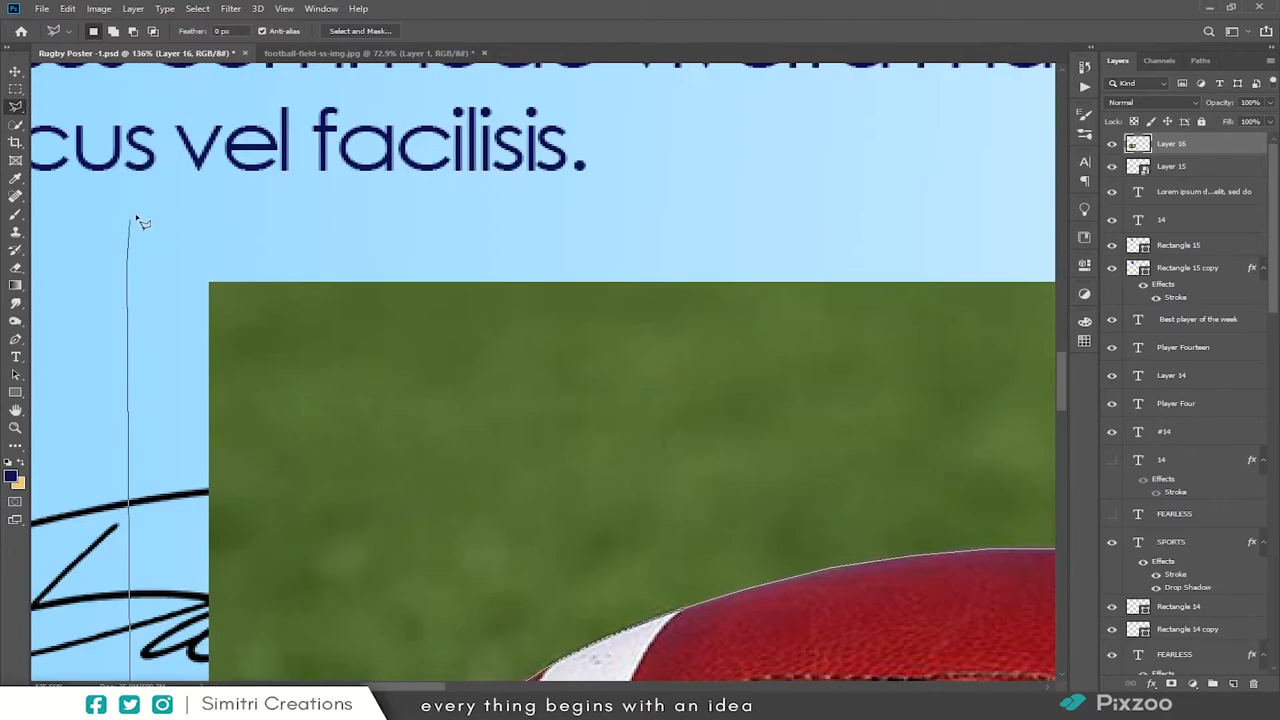 File Edit Image Layer Type Select Filter 3D View Window Help
Feather: 0 px Anti-alias Select and Mask...
Rugby Poster -1.psd @ 136% (Layer 16, RGB/8#) * × football-field-ss-img.jpg @ 72.9% (Layer 1, RGB/8#) * ×
cus vel facilisis.
Layers Channels Paths
Kind
Normal Opacity: 100%
Lock: Fill: 100%
Layer 16
Layer 15
Lorem ipsum d...elit, sed do
14
Rectangle 15
Rectangle 15 copy fx
Effects
Stroke
Best player of the week
Player Fourteen
Layer 14
Player Four
#14
14 fx
Effects
Stroke
FEARLESS
SPORTS fx
Effects
Stroke
Drop Shadow
Rectangle 14
Rectangle 14 copy
FEARLESS fx
Simitri Creations
every thing begins with an idea
Pixzoo